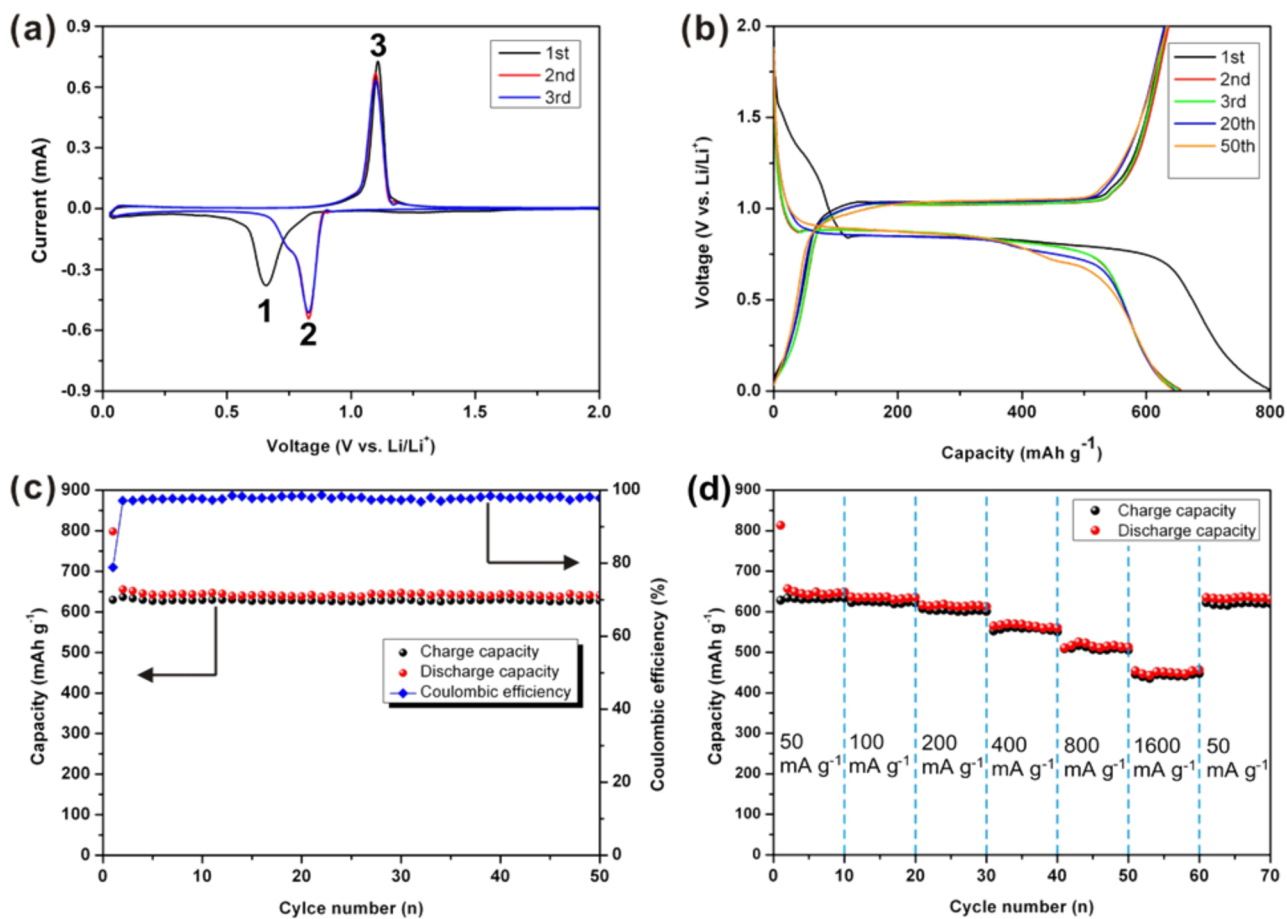 (a)
0.9
0.6
0.3
0.0
-0.3
-0.6
-0.9
Current (mA)
3
1
2
1st
2nd
3rd
0.0
0.5
1.0
1.5
2.0
Voltage (V vs. Li/Li⁺)
(b)
2.0
1.5
1.0
0.5
0.0
Voltage (V vs. Li/Li⁺)
1st
2nd
3rd
20th
50th
0
200
400
600
800
Capacity (mAh g⁻¹)
(c)
900
800
700
600
500
400
300
200
100
0
Capacity (mAh g⁻¹)
Charge capacity
Discharge capacity
Coulombic efficiency
100
80
60
40
20
0
Coulombic efficiency (%)
0
10
20
30
40
50
Cylce number (n)
(d)
900
800
700
600
500
400
300
200
100
0
Capacity (mAh g⁻¹)
Charge capacity
Discharge capacity
50
mA g⁻¹
100
mA g⁻¹
200
mA g⁻¹
400
mA g⁻¹
800
mA g⁻¹
1600
mA g⁻¹
50
mA g⁻¹
0
10
20
30
40
50
60
70
Cycle number (n)